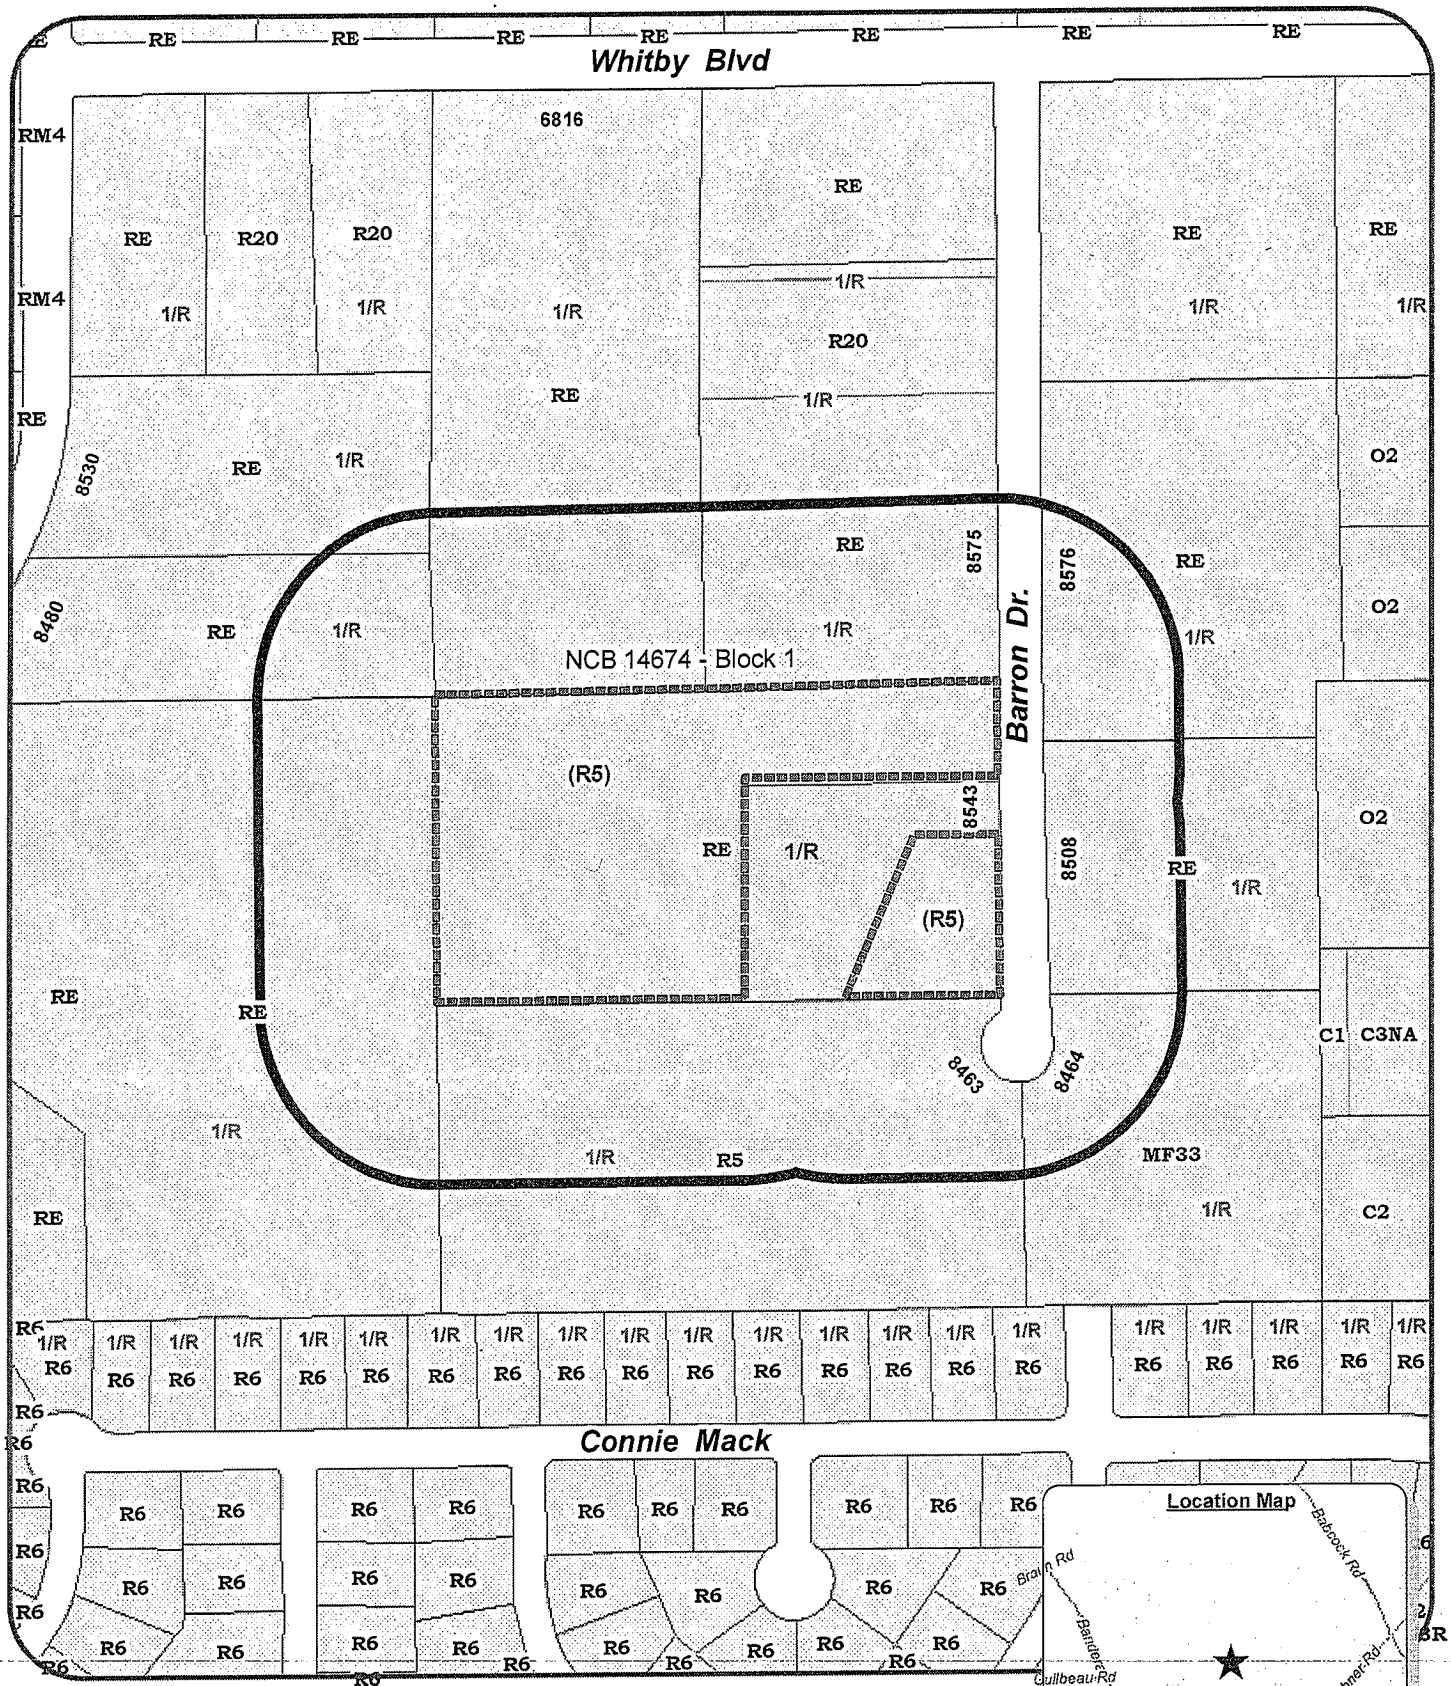 RE RE RE RE RE RE RE
Whitby Blvd
RM4
6816
RE
RE R20 R20
RE RE
RM4
1/R 1/R 1/R
1/R
1/R 1/R
R20
RE
1/R
RE
8530
RE 1/R
O2
8575
RE
8576
RE
O2
8480
RE 1/R
1/R
1/R
NCB 14674 - Block 1
Barron Dr.
(R5)
8543
O2
RE 1/R
8508
RE
1/R
(R5)
RE
RE
C1 C3NA
8463 8464
1/R
1/R R5
MF33
RE
1/R
C2
R6
1/R 1/R 1/R 1/R 1/R 1/R 1/R 1/R 1/R 1/R 1/R 1/R 1/R 1/R 1/R 1/R 1/R 1/R 1/R 1/R
R6 R6 R6 R6 R6 R6 R6 R6 R6 R6 R6 R6 R6 R6 R6 R6 R6 R6 R6 R6
R6
R6
Connie Mack
R6
R6 R6 R6 R6 R6 R6 R6 R6 R6 R6
Location Map
Babcock Rd
R6
R6 R6 R6 R6 R6 R6 R6 R6
Braun Rd
R6
R6 R6 R6 R6 R6 R6 R6 R6
Bandera
R6 R6 R6 R6 R6
Guilbeau Rd